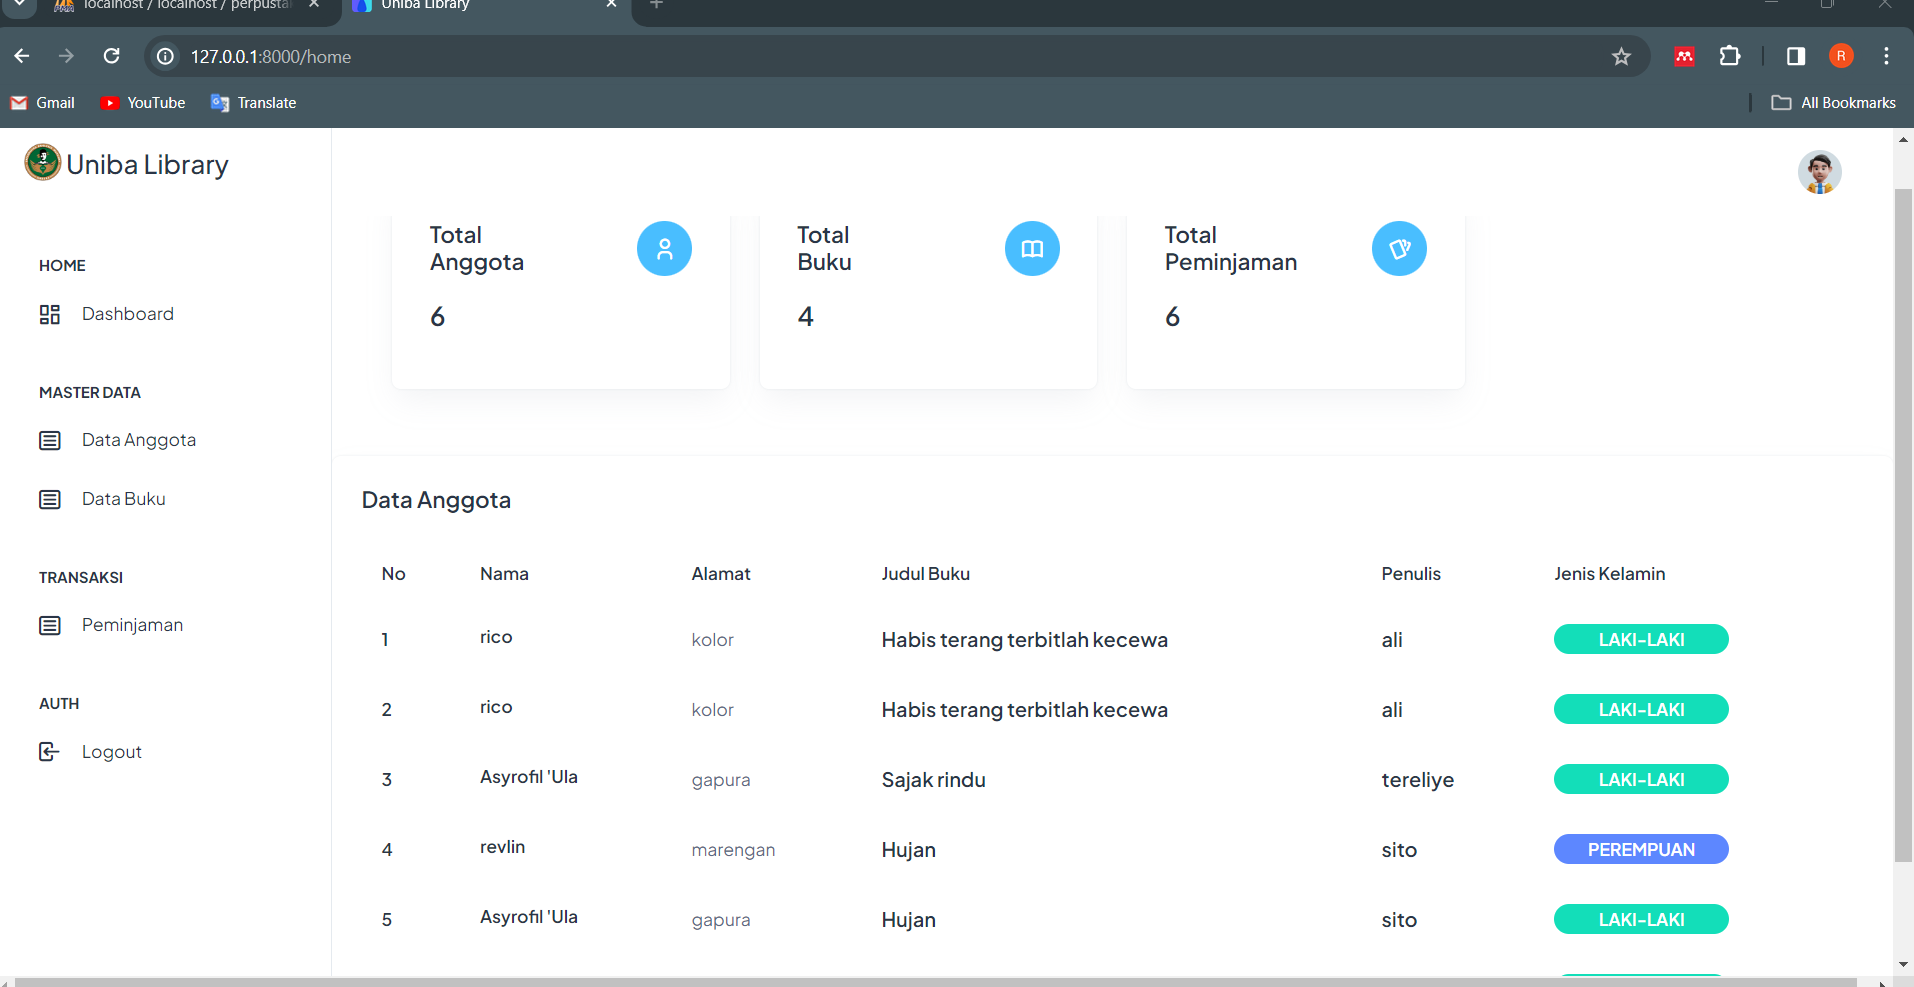 localhost / localhost / perpusta
Uniba Library
127.0.0.1:8000/home
R
Gmail
YouTube
Translate
All Bookmarks
Uniba Library
HOME
Dashboard
MASTER DATA
Data Anggota
Data Buku
TRANSAKSI
Peminjaman
AUTH
Logout
Total
Anggota
6
Total
Buku
4
Total
Peminjaman
6
Data Anggota
No Nama Alamat Judul Buku Penulis Jenis Kelamin
1 rico kolor Habis terang terbitlah kecewa ali LAKI-LAKI
2 rico kolor Habis terang terbitlah kecewa ali LAKI-LAKI
3 Asyrofil 'Ula gapura Sajak rindu tereliye LAKI-LAKI
4 revlin marengan Hujan sito PEREMPUAN
5 Asyrofil 'Ula gapura Hujan sito LAKI-LAKI